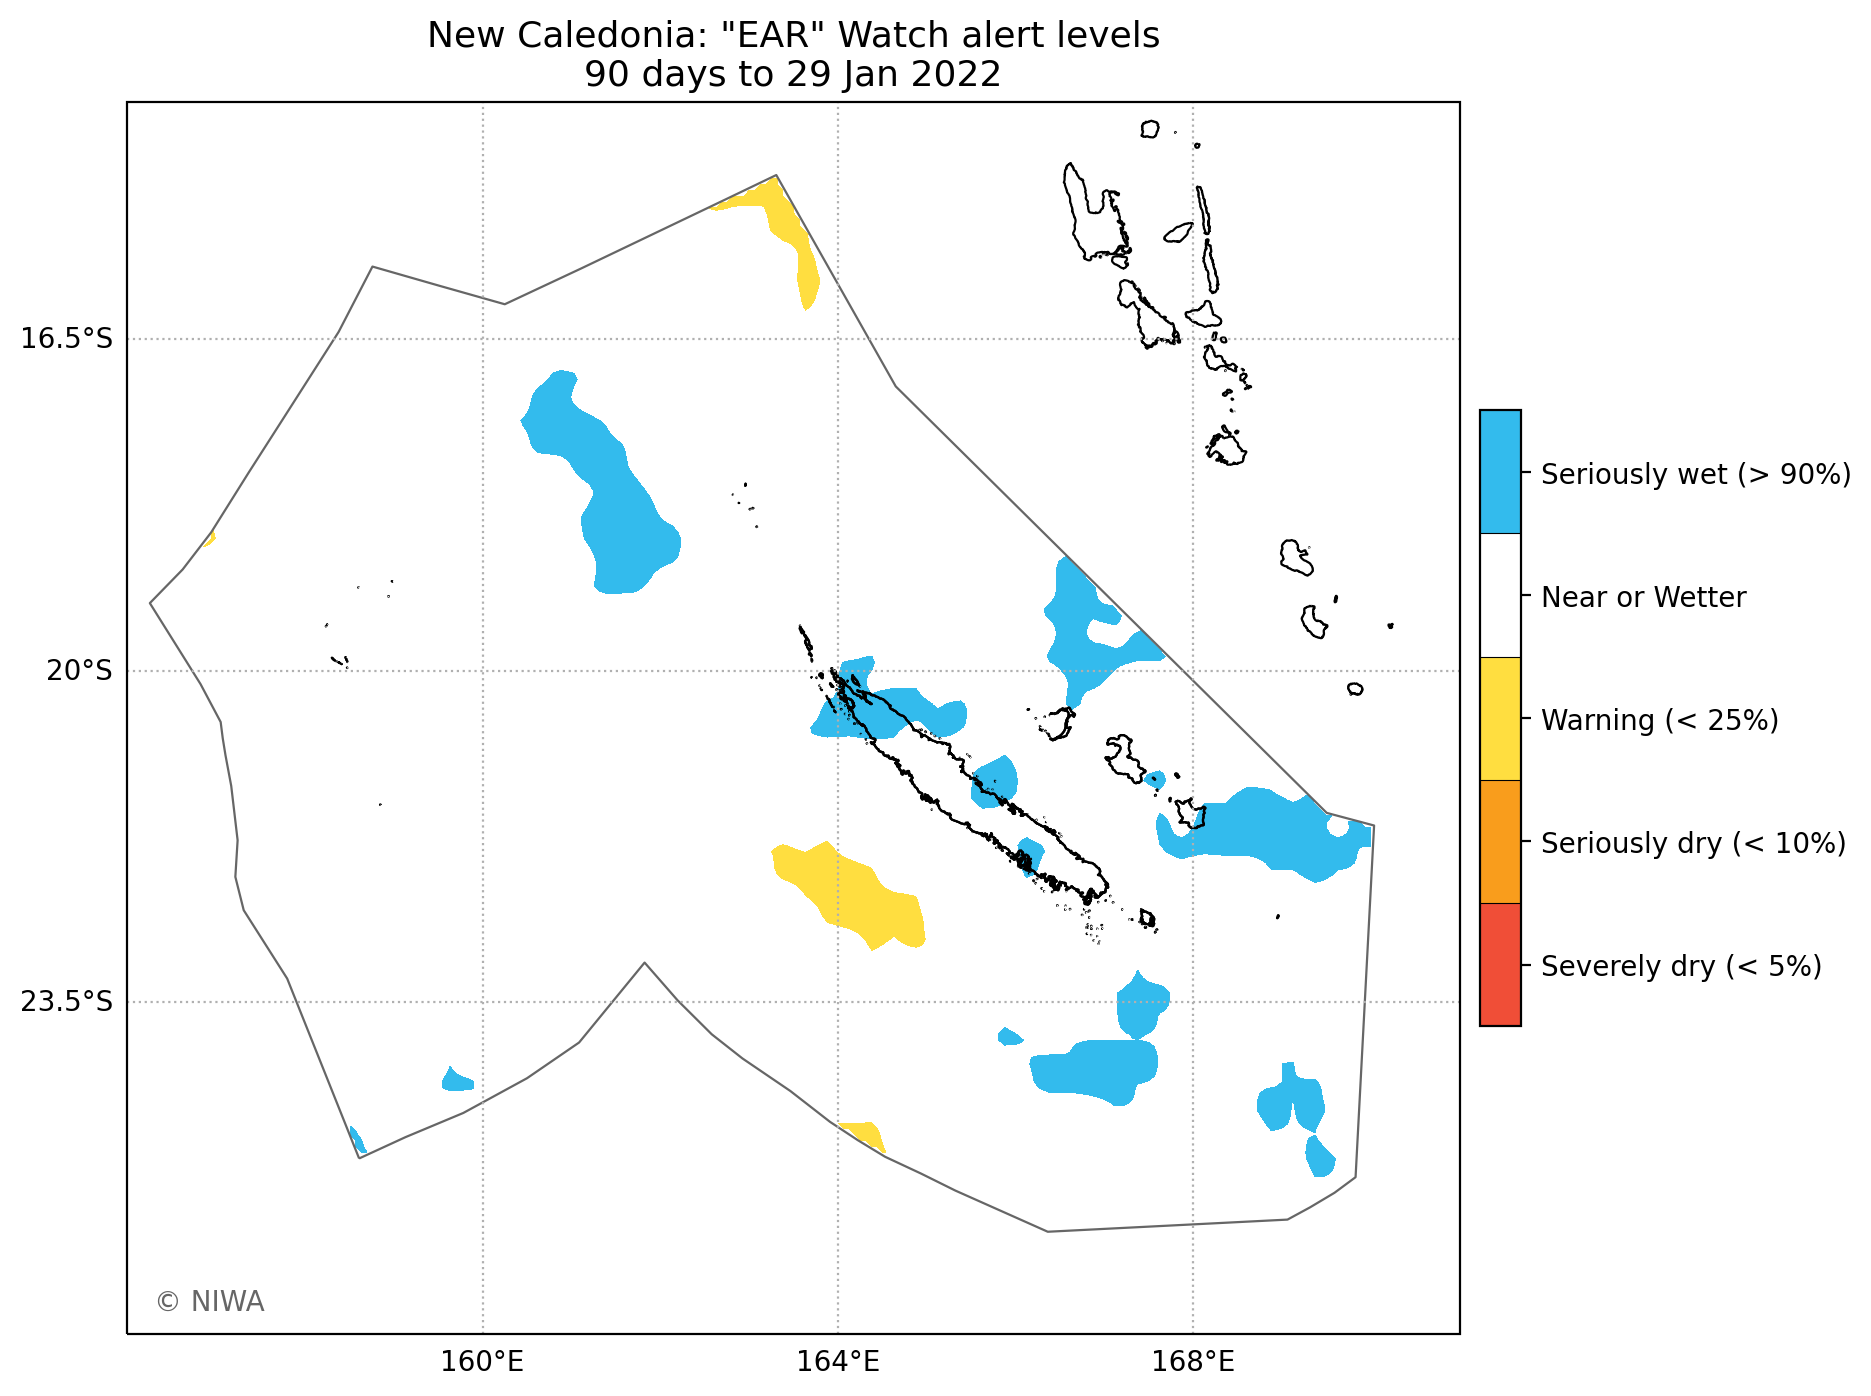 New Caledonia: "EAR" Watch alert levels
90 days to 29 Jan 2022
16.5°S
20°S
23.5°S
160°E
164°E
168°E
Seriously wet (> 90%)
Near or Wetter
Warning (< 25%)
Seriously dry (< 10%)
Severely dry (< 5%)
© NIWA